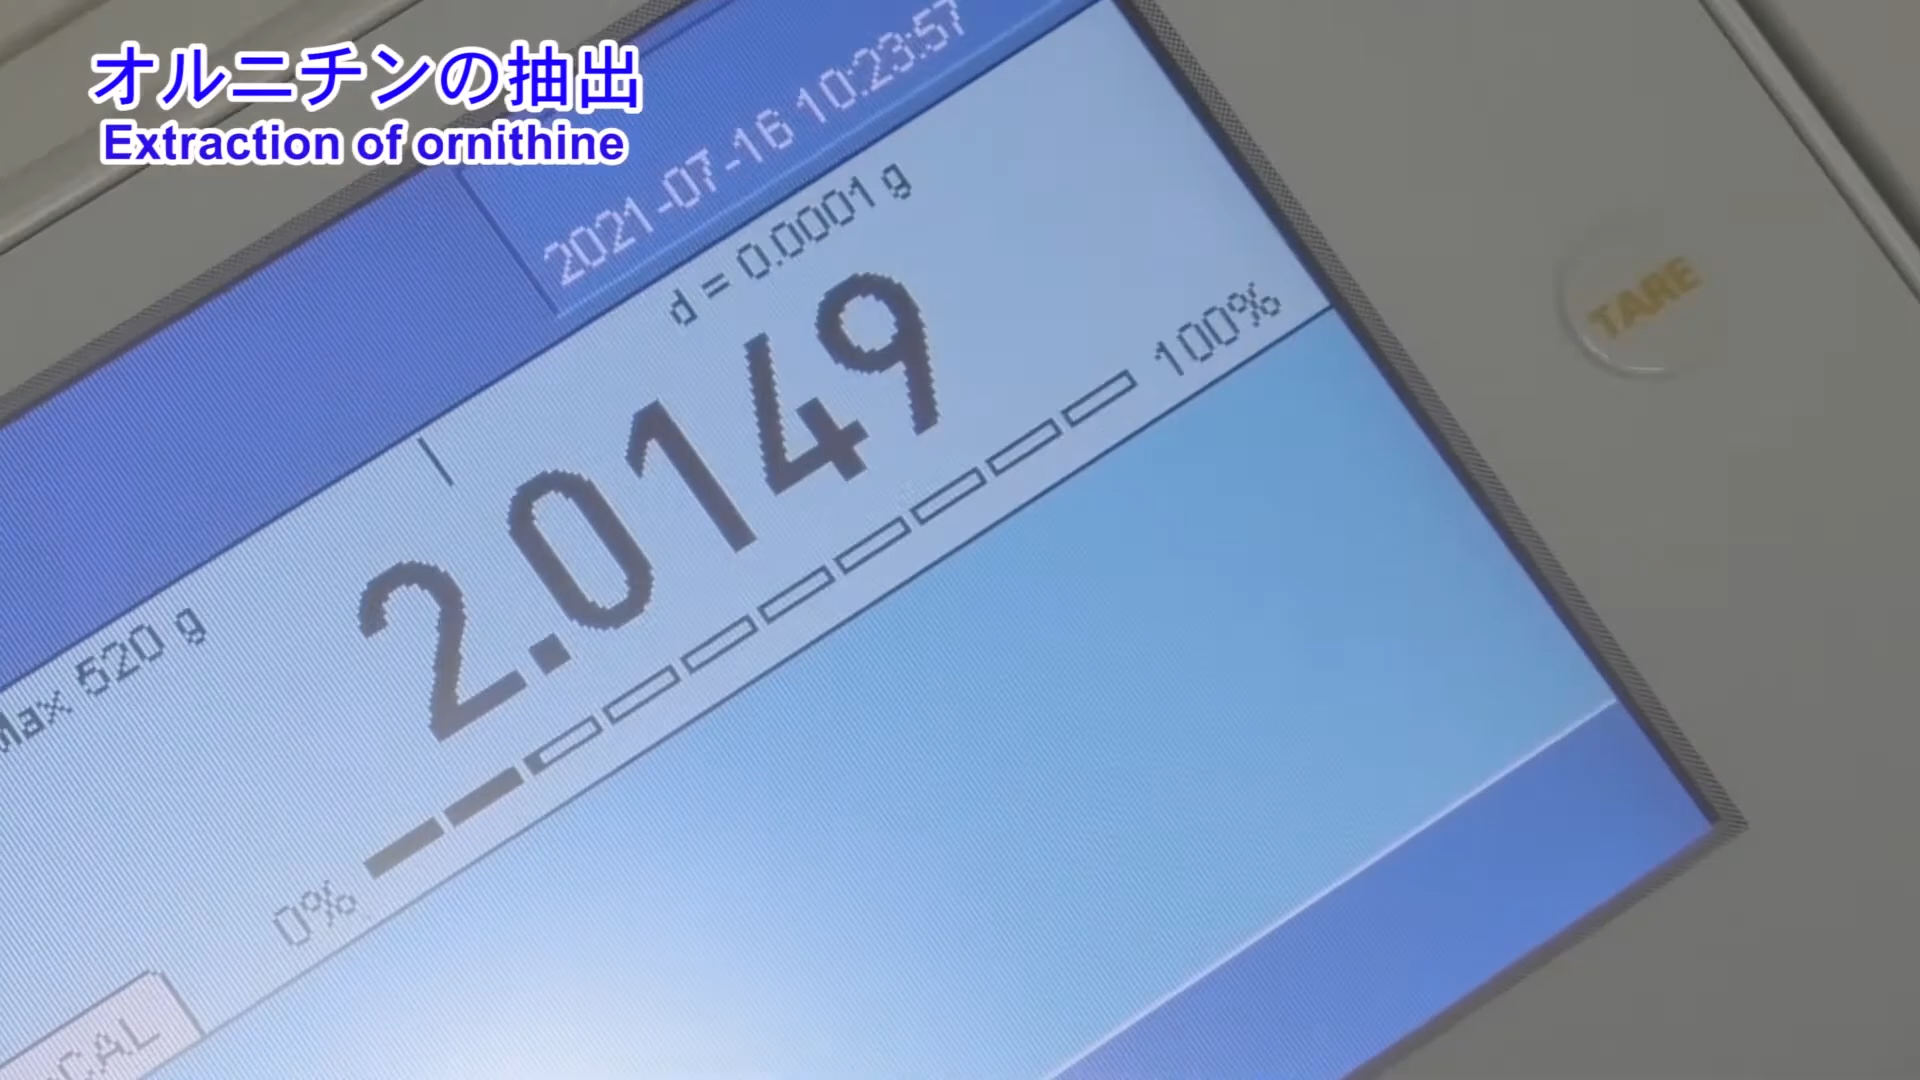 オルニチンの抽出
Extraction of ornithine
2021-07-16 10:23:57
Max 520 g
d = 0.0001 g
2.0149
0%
100%
TARE
CAL